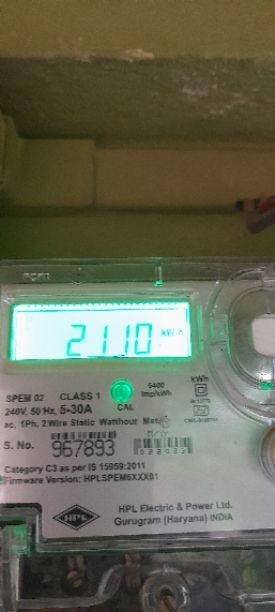 2110 kWh
6400
imp/kWh
kWh
SPEM 02 CLASS 1
240V, 50 Hz, 5-30A
CAL
ac, 1Ph, 2 Wire Static Watthour Meter
S. No. 967893
Category C3 as per IS 15959:2011
Firmware Version: HPLSPEM6XXX01
HPL
HPL Electric & Power Ltd.
Gurugram (Haryana) INDIA